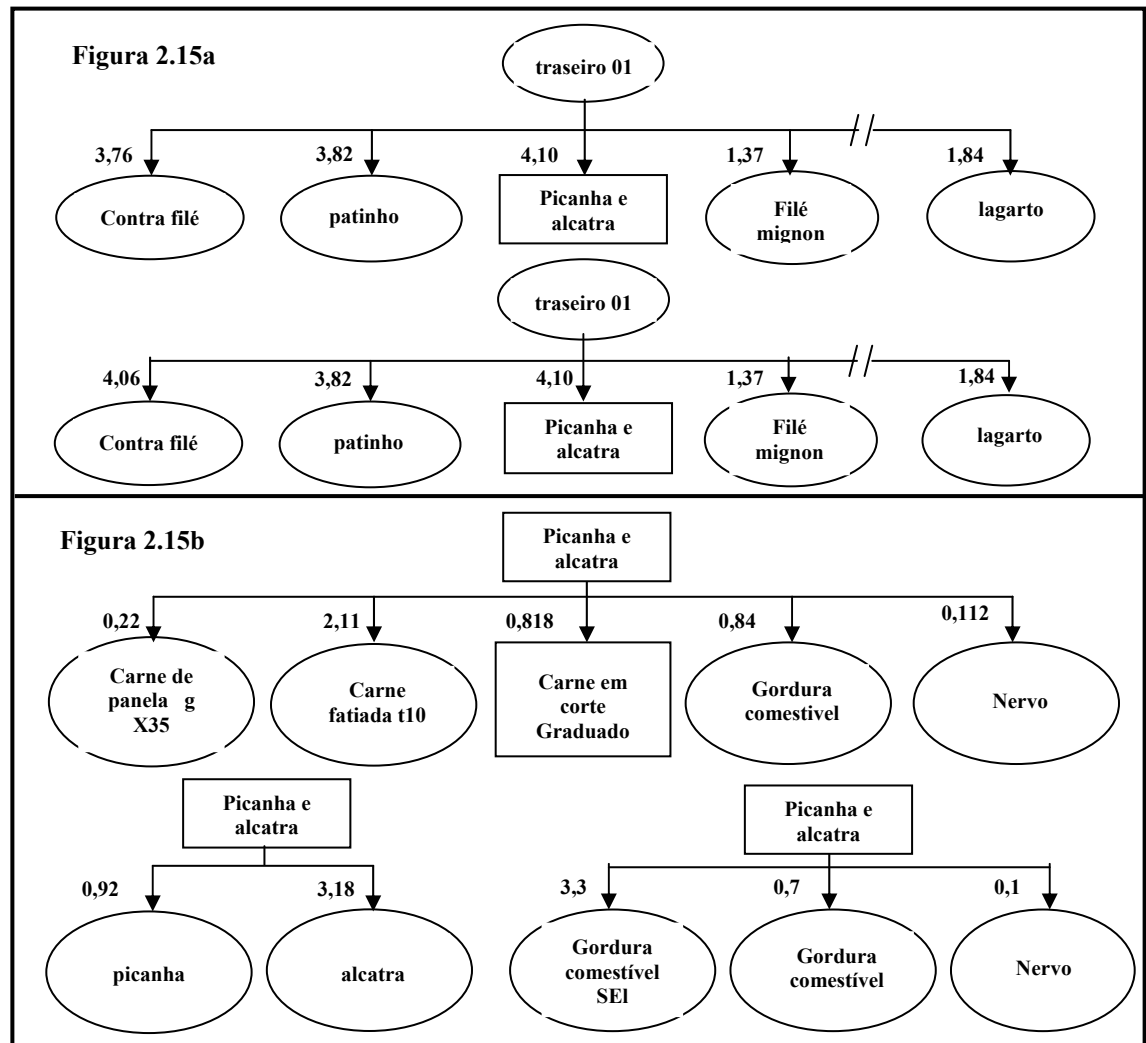 Figura 2.15a
traseiro 01
3,76
3,82
4,10
1,37
1,84
Contra filé
patinho
Picanha e
alcatra
Filé
mignon
lagarto
traseiro 01
4,06
3,82
4,10
1,37
1,84
Contra filé
patinho
Picanha e
alcatra
Filé
mignon
lagarto
Figura 2.15b
Picanha e
alcatra
0,22
2,11
0,818
0,84
0,112
Carne de
panela g
X35
Carne
fatiada t10
Carne em
corte
Graduado
Gordura
comestivel
Nervo
Picanha e
alcatra
0,92
3,18
picanha
alcatra
Picanha e
alcatra
3,3
0,7
0,1
Gordura
comestível
SEl
Gordura
comestível
Nervo